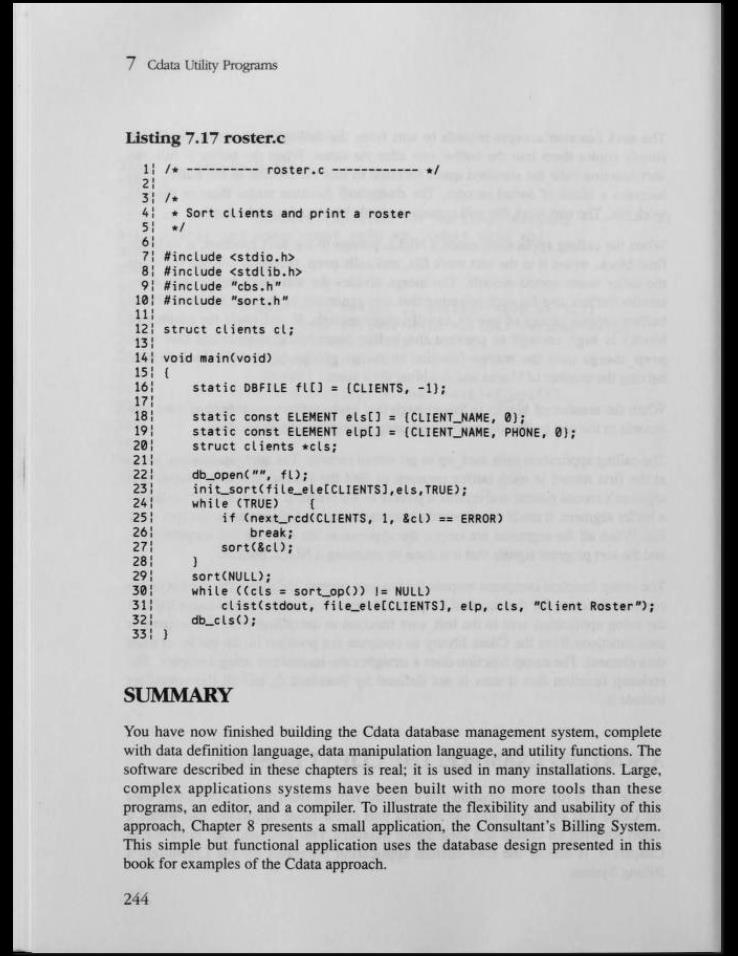 7 Cdata Utility Programs
Listing 7.17 roster.c
1¦ /* ---------- roster.c ------------ */
2¦
3¦ /*
4¦  * Sort clients and print a roster
5¦  */
6¦
7¦ #include <stdio.h>
8¦ #include <stdlib.h>
9¦ #include "cbs.h"
10¦ #include "sort.h"
11¦
12¦ struct clients cl;
13¦
14¦ void main(void)
15¦ {
16¦     static DBFILE fl[] = {CLIENTS, -1};
17¦
18¦     static const ELEMENT els[] = {CLIENT_NAME, 0};
19¦     static const ELEMENT elp[] = {CLIENT_NAME, PHONE, 0};
20¦     struct clients *cls;
21¦
22¦     db_open("", fl);
23¦     init_sort(file_ele[CLIENTS],els,TRUE);
24¦     while (TRUE)    {
25¦         if (next_rcd(CLIENTS, 1, &cl) == ERROR)
26¦             break;
27¦         sort(&cl);
28¦     }
29¦     sort(NULL);
30¦     while ((cls = sort_op()) != NULL)
31¦         clist(stdout, file_ele[CLIENTS], elp, cls, "Client Roster");
32¦     db_cls();
33¦ }
SUMMARY
You have now finished building the Cdata database management system, complete
with data definition language, data manipulation language, and utility functions. The
software described in these chapters is real; it is used in many installations. Large,
complex applications systems have been built with no more tools than these
programs, an editor, and a compiler. To illustrate the flexibility and usability of this
approach, Chapter 8 presents a small application, the Consultant's Billing System.
This simple but functional application uses the database design presented in this
book for examples of the Cdata approach.
244